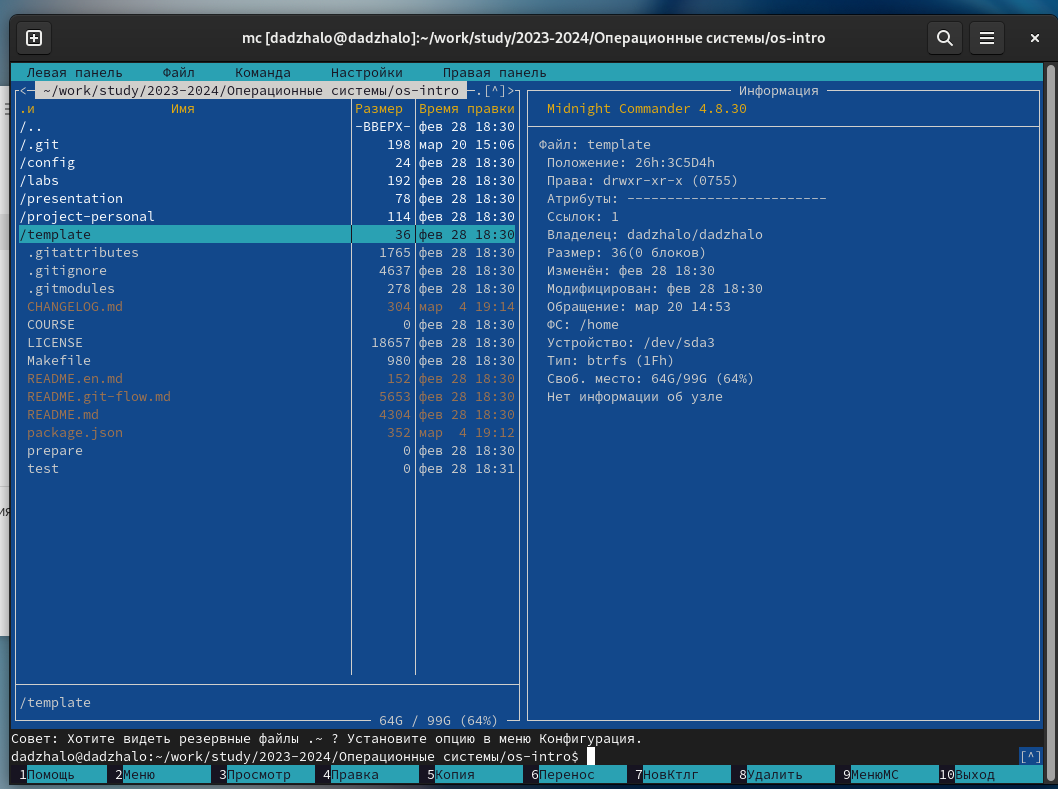 mc [dadzhalo@dadzhalo]:~/work/study/2023-2024/Операционные системы/os-intro
Левая панель Файл Команда Настройки Правая панель
<─ ~/work/study/2023-2024/Операционные системы/os-intro ─.[^]>
.и Имя Размер Время правки
/.. -ВВЕРХ- фев 28 18:30
/.git 198 мар 20 15:06
/config 24 фев 28 18:30
/labs 192 фев 28 18:30
/presentation 78 фев 28 18:30
/project-personal 114 фев 28 18:30
/template 36 фев 28 18:30
.gitattributes 1765 фев 28 18:30
.gitignore 4637 фев 28 18:30
.gitmodules 278 фев 28 18:30
CHANGELOG.md 304 мар 4 19:14
COURSE 0 фев 28 18:30
LICENSE 18657 фев 28 18:30
Makefile 980 фев 28 18:30
README.en.md 152 фев 28 18:30
README.git-flow.md 5653 фев 28 18:30
README.md 4304 фев 28 18:30
package.json 352 мар 4 19:12
prepare 0 фев 28 18:30
test 0 фев 28 18:31
/template
64G / 99G (64%)
Информация
Midnight Commander 4.8.30
Файл: template
Положение: 26h:3C5D4h
Права: drwxr-xr-x (0755)
Атрибуты: -------------------------
Ссылок: 1
Владелец: dadzhalo/dadzhalo
Размер: 36(0 блоков)
Изменён: фев 28 18:30
Модифицирован: фев 28 18:30
Обращение: мар 20 14:53
ФС: /home
Устройство: /dev/sda3
Тип: btrfs (1Fh)
Своб. место: 64G/99G (64%)
Нет информации об узле
Совет: Хотите видеть резервные файлы .~ ? Установите опцию в меню Конфигурация.
dadzhalo@dadzhalo:~/work/study/2023-2024/Операционные системы/os-intro$ [^]
1Помощь 2Меню 3Просмотр 4Правка 5Копия 6Перенос 7НовКтлг 8Удалить 9МенюМС 10Выход